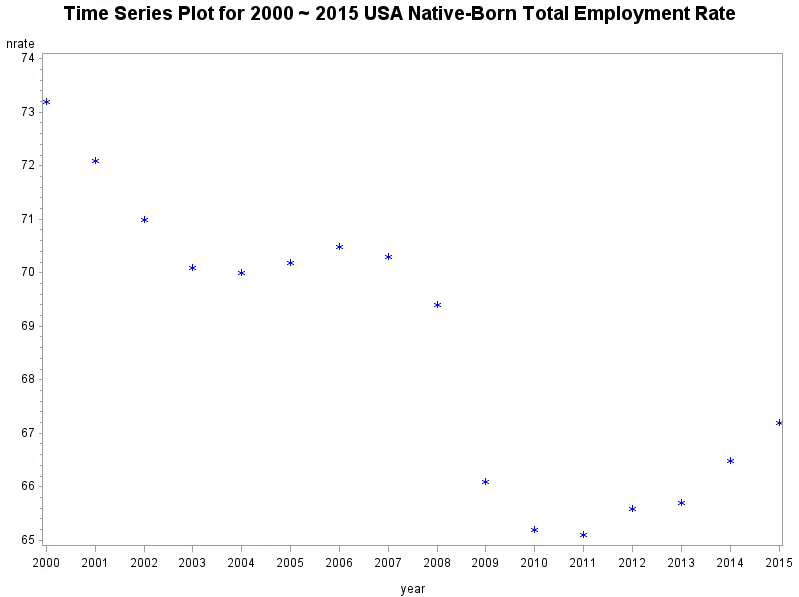 Time Series Plot for 2000 ~ 2015 USA Native-Born Total Employment Rate
nrate
74
73
72
71
70
69
68
67
66
65
2000 2001 2002 2003 2004 2005 2006 2007 2008 2009 2010 2011 2012 2013 2014 2015
year